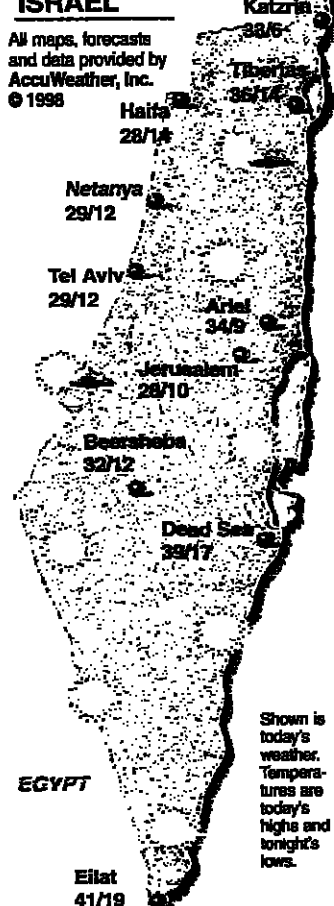 ISRAEL
All maps, forecasts
and data provided by
AccuWeather, Inc.
© 1998
Katzrin
33/6
Tiberias
36/14
Haifa
28/14
Netanya
29/12
Tel Aviv
29/12
Ariel
34/9
Jerusalem
28/10
Beersheba
32/12
Dead Sea
39/17
EGYPT
Shown is
today's
weather.
Tempera-
tures are
today's
highs and
tonight's
lows.
Eilat
41/19